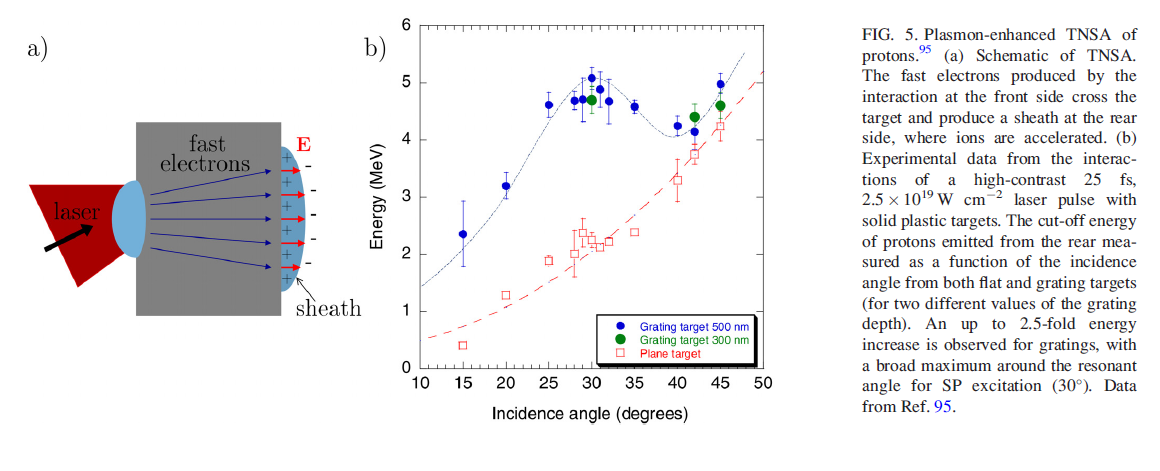 a)
fast
electrons
E
laser
+
+
+
+
+
+
+
-
-
-
-
-
sheath
b)
6
5
4
3
2
1
0
Energy (MeV)
10 15 20 25 30 35 40 45 50
Incidence angle (degrees)
Grating target 500 nm
Grating target 300 nm
Plane target
FIG. 5. Plasmon-enhanced TNSA of
protons.95 (a) Schematic of TNSA.
The fast electrons produced by the
interaction at the front side cross the
target and produce a sheath at the rear
side, where ions are accelerated. (b)
Experimental data from the interac-
tions of a high-contrast 25 fs,
2.5 × 10¹⁹ W cm⁻² laser pulse with
solid plastic targets. The cut-off energy
of protons emitted from the rear mea-
sured as a function of the incidence
angle from both flat and grating targets
(for two different values of the grating
depth). An up to 2.5-fold energy
increase is observed for gratings, with
a broad maximum around the resonant
angle for SP excitation (30°). Data
from Ref. 95.